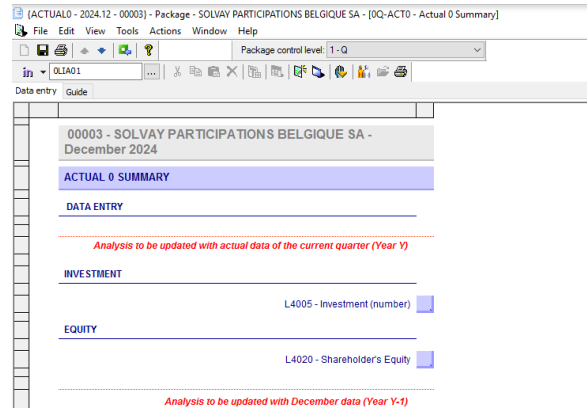 {ACTUAL0 - 2024.12 - 00003} - Package - SOLVAY PARTICIPATIONS BELGIQUE SA - [0Q-ACT0 - Actual 0 Summary]
File Edit View Tools Actions Window Help
Package control level: 1 - Q
in 0LIA01 ...
Data entry Guide
00003 - SOLVAY PARTICIPATIONS BELGIQUE SA -
December 2024
ACTUAL 0 SUMMARY
DATA ENTRY
Analysis to be updated with actual data of the current quarter (Year Y)
INVESTMENT
L4005 - Investment (number)
EQUITY
L4020 - Shareholder's Equity
Analysis to be updated with December data (Year Y-1)